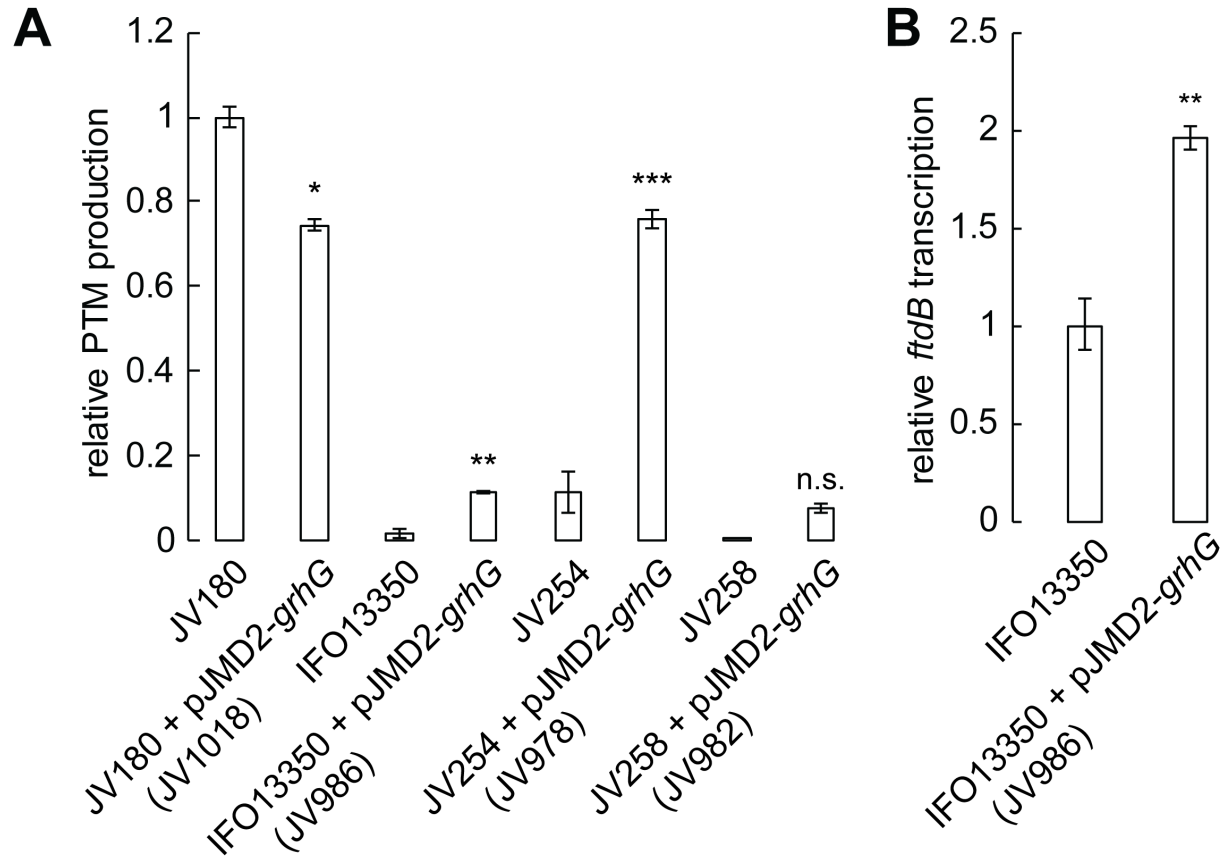 A
relative PTM production
1.2
1
0.8
0.6
0.4
0.2
0
*
**
***
n.s.
JV180
JV180 + pJMD2-grhG
(JV1018)
IFO13350
IFO13350 + pJMD2-grhG
(JV986)
JV254
JV254 + pJMD2-grhG
(JV978)
JV258
JV258 + pJMD2-grhG
(JV982)
B
relative ftdB transcription
2.5
2
1.5
1
0.5
0
**
IFO13350
IFO13350 + pJMD2-grhG
(JV986)